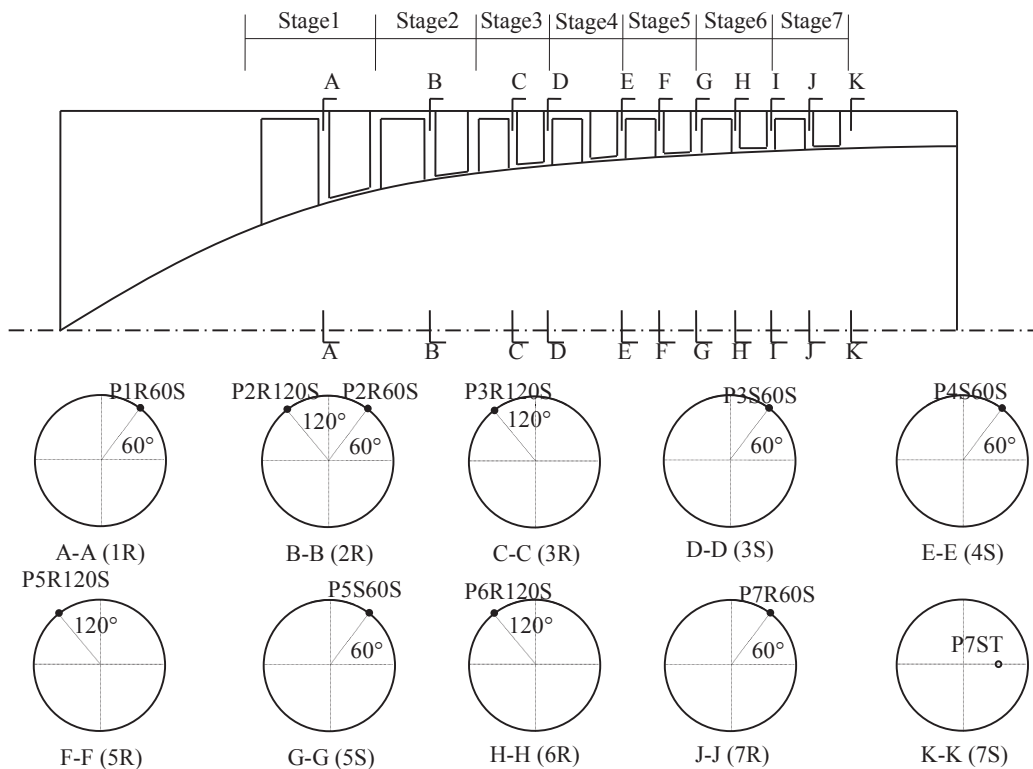 Stage1 Stage2 Stage3 Stage4 Stage5 Stage6 Stage7
A B C D E F G H I J K
A B C D E F G H I J K
P1R60S P2R120S P2R60S P3R120S P3S60S P4S60S
60° 120° 60° 120° 60° 60°
A-A (1R) B-B (2R) C-C (3R) D-D (3S) E-E (4S)
P5R120S P5S60S P6R120S P7R60S
120° 60° 120° 60° P7ST
F-F (5R) G-G (5S) H-H (6R) J-J (7R) K-K (7S)